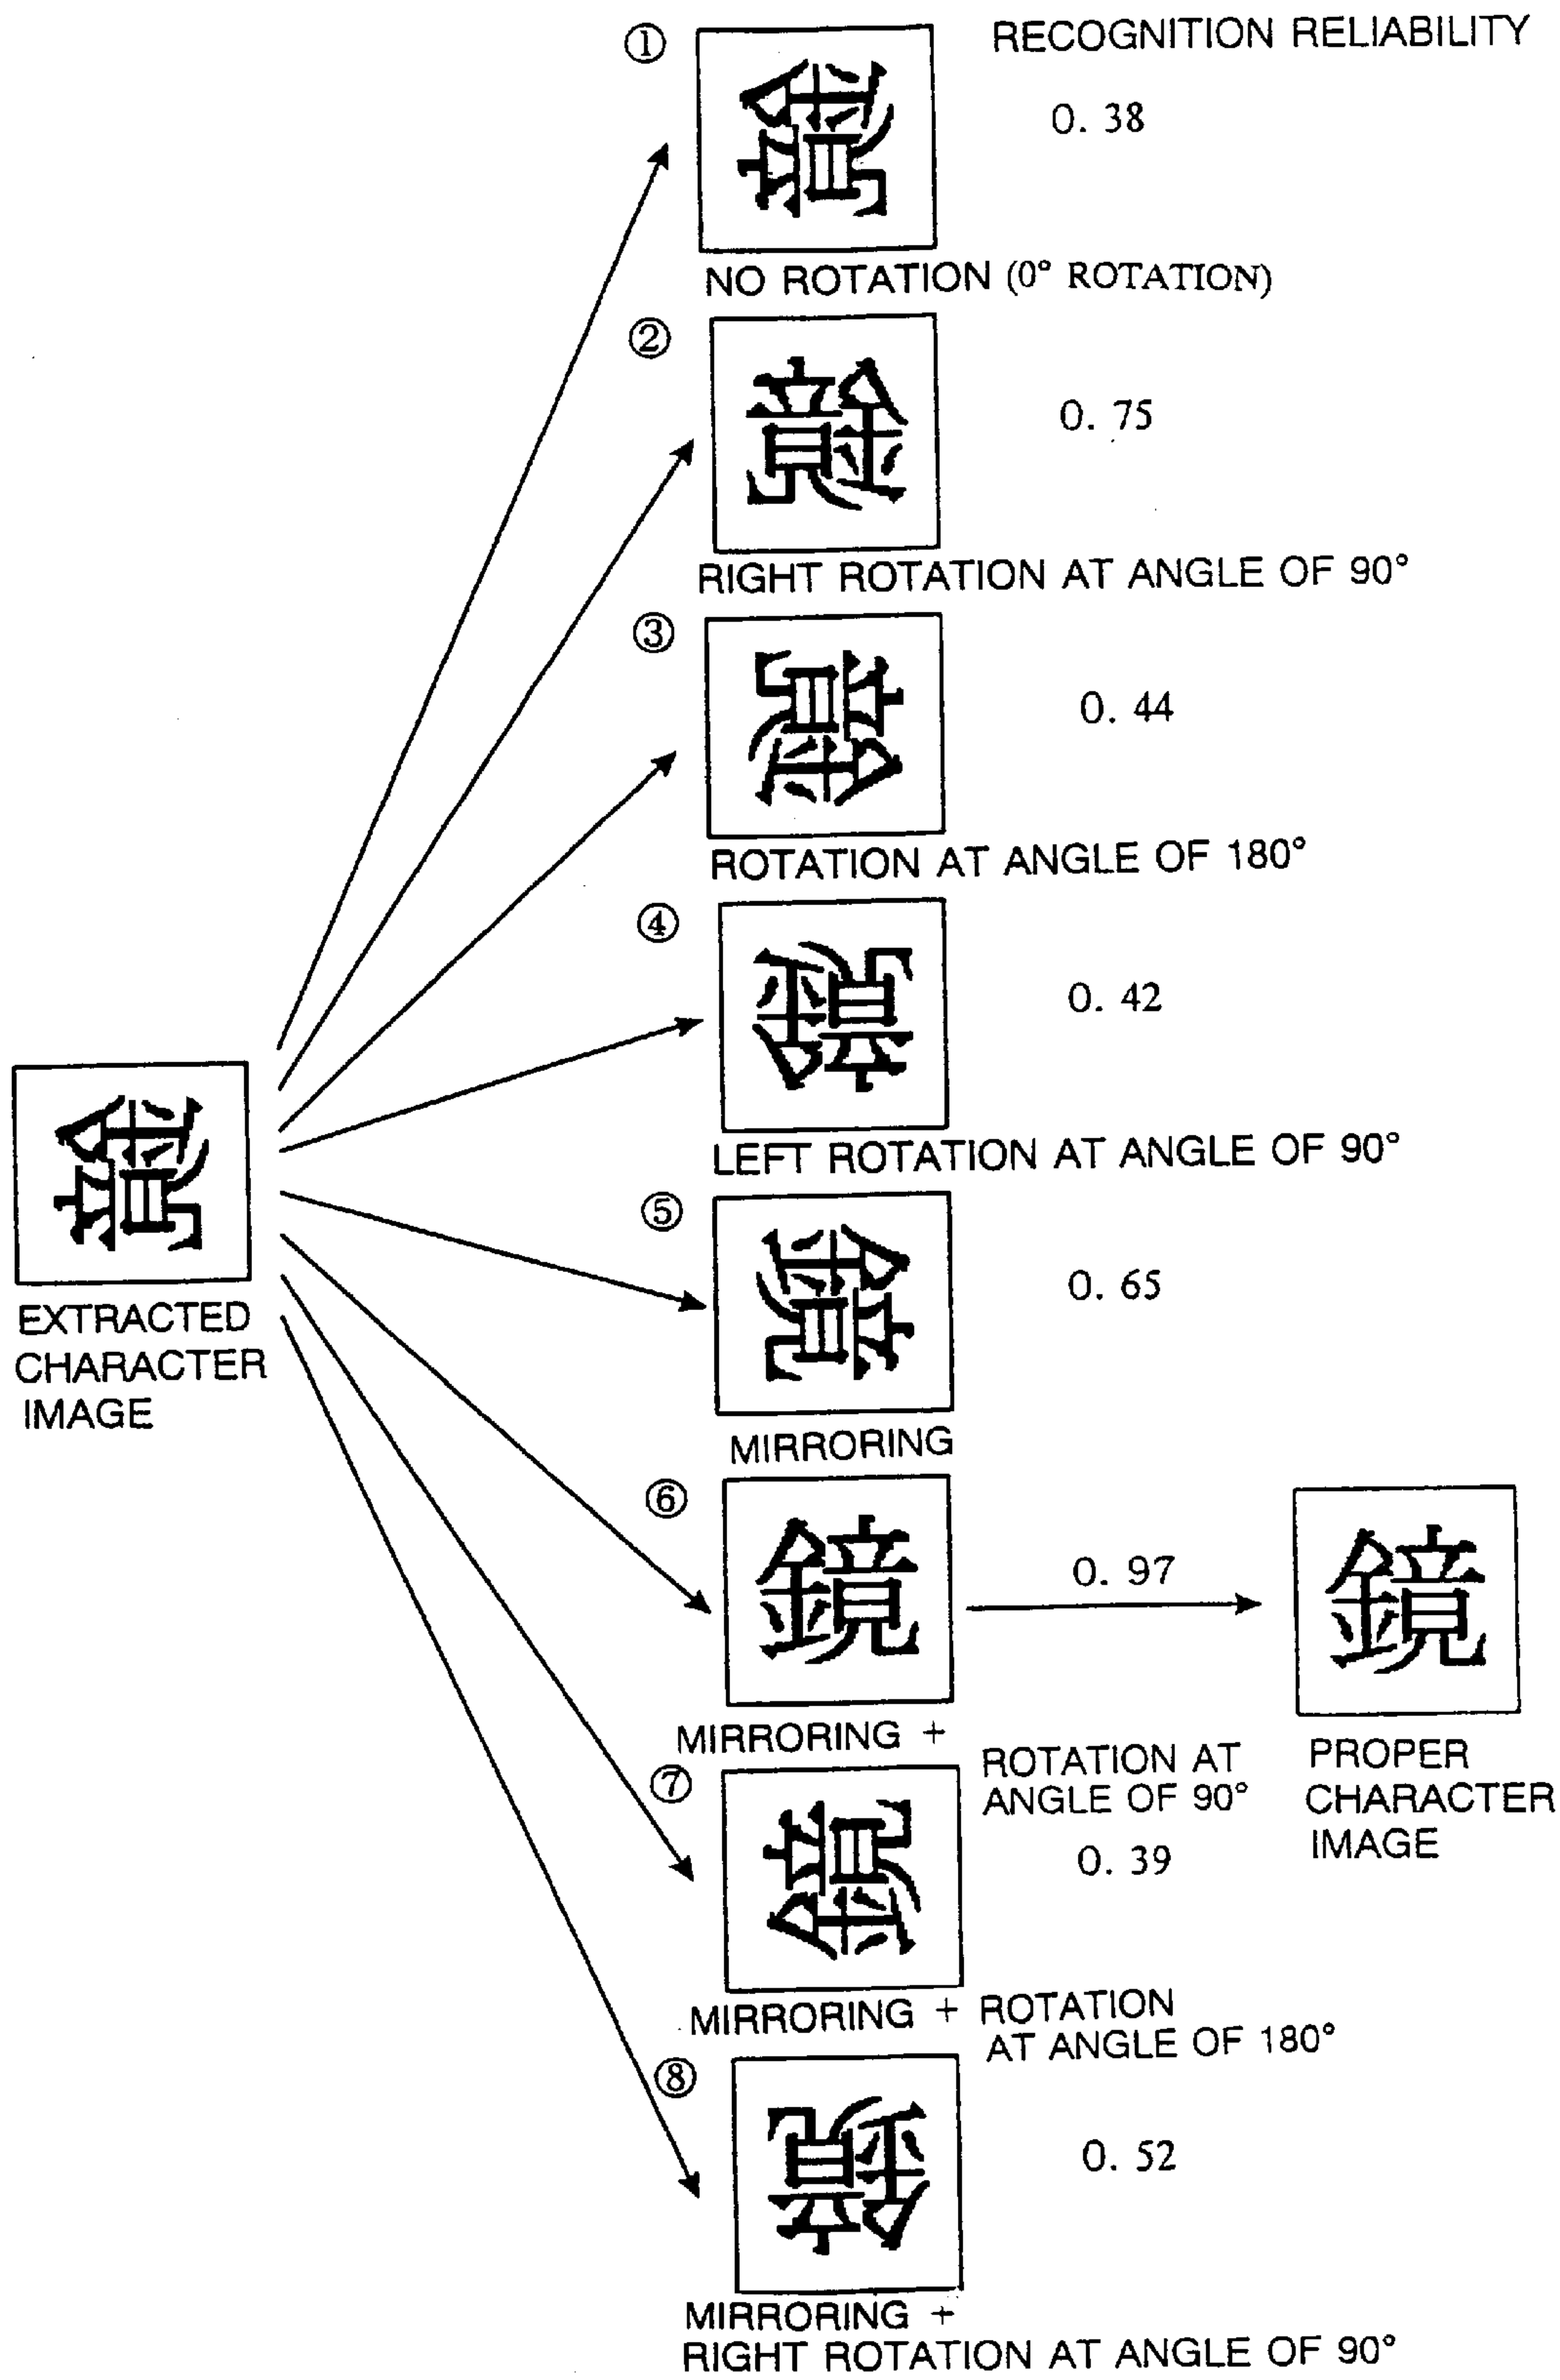 ① RECOGNITION RELIABILITY
0. 38
NO ROTATION (0° ROTATION)
②
0. 75
RIGHT ROTATION AT ANGLE OF 90°
③
0. 44
ROTATION AT ANGLE OF 180°
④
0. 42
LEFT ROTATION AT ANGLE OF 90°
EXTRACTED
CHARACTER
IMAGE
⑤
0. 65
MIRRORING
⑥
鏡
0. 97
鏡
MIRRORING +
ROTATION AT
ANGLE OF 90°
PROPER
CHARACTER
IMAGE
⑦
0. 39
MIRRORING + ROTATION
AT ANGLE OF 180°
⑧
0. 52
MIRRORING +
RIGHT ROTATION AT ANGLE OF 90°